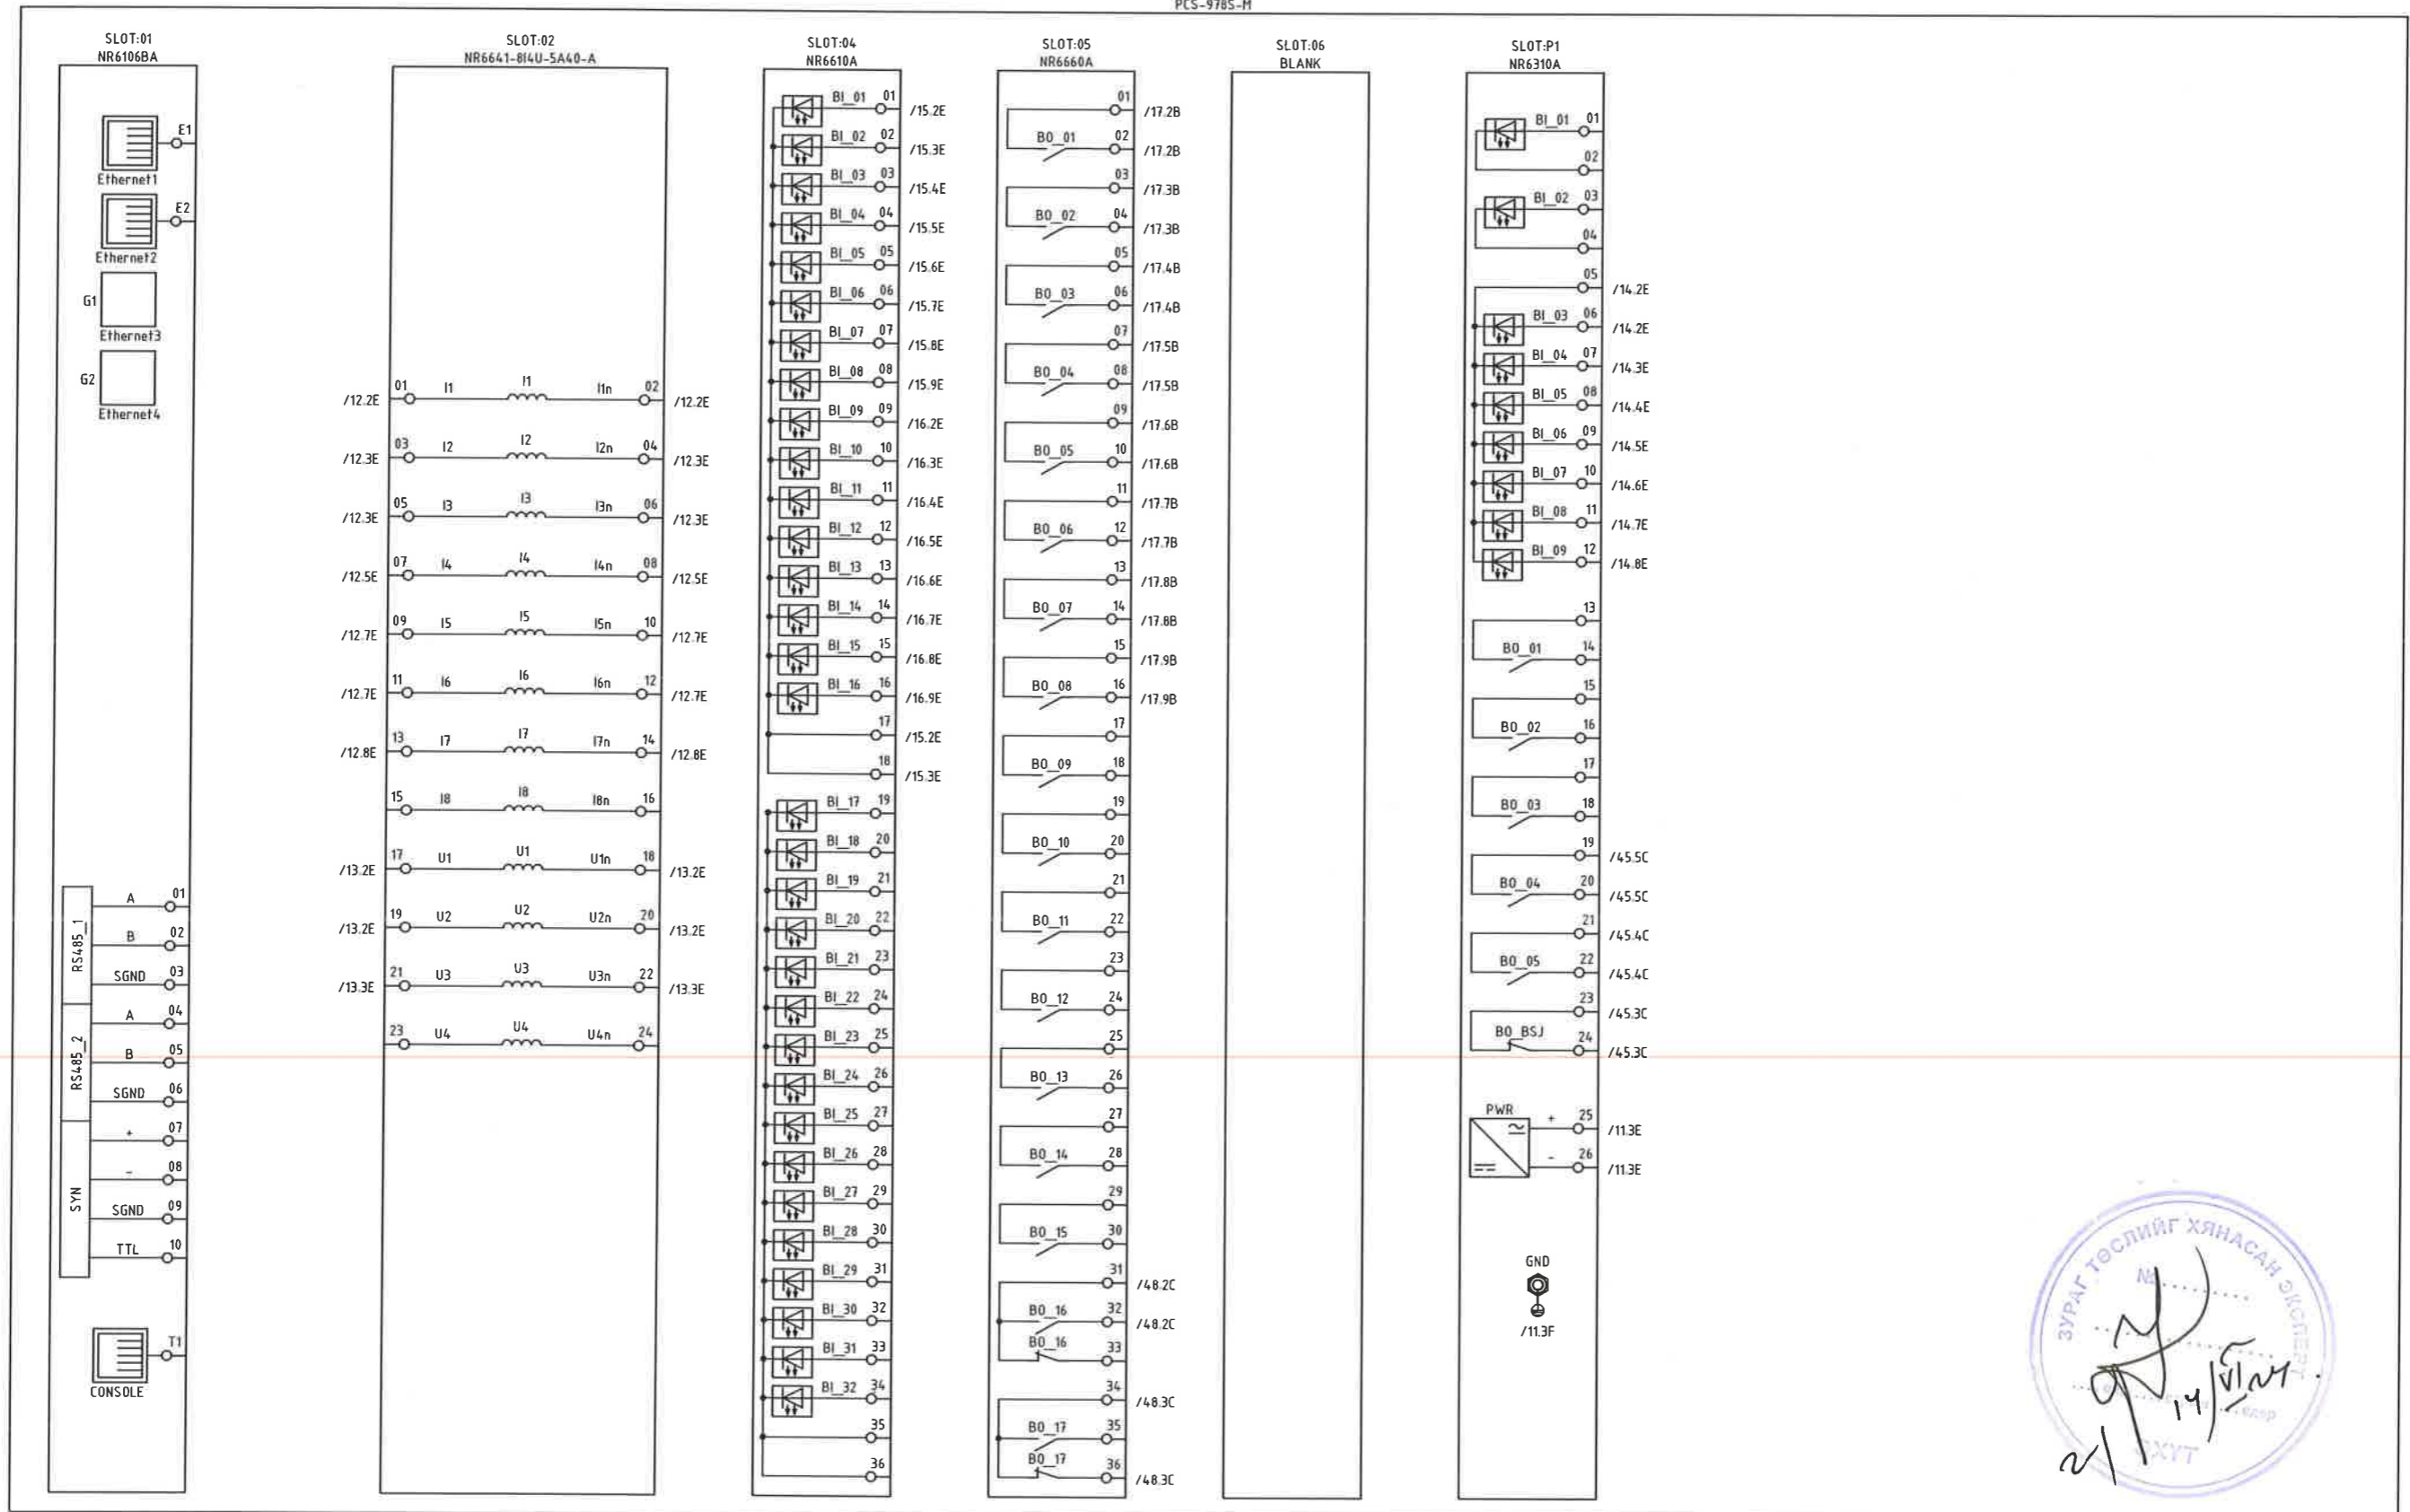 PCS-978S-M
SLOT:01
NR6106BA
E1
Ethernet1
E2
Ethernet2
G1
Ethernet3
G2
Ethernet4
RS485_1
A 01
B 02
SGND 03
RS485_2
A 04
B 05
SGND 06
SYN
+ 07
- 08
SGND 09
TTL 10
T1
CONSOLE
SLOT:02
NR6641-8I4U-5A40-A
/12.2E 01 I1 I1 I1n 02 /12.2E
/12.3E 03 I2 I2 I2n 04 /12.3E
/12.3E 05 I3 I3 I3n 06 /12.3E
/12.5E 07 I4 I4 I4n 08 /12.5E
/12.7E 09 I5 I5 I5n 10 /12.7E
/12.7E 11 I6 I6 I6n 12 /12.7E
/12.8E 13 I7 I7 I7n 14 /12.8E
15 I8 I8 I8n 16
/13.2E 17 U1 U1 U1n 18 /13.2E
/13.2E 19 U2 U2 U2n 20 /13.2E
/13.3E 21 U3 U3 U3n 22 /13.3E
23 U4 U4 U4n 24
SLOT:04
NR6610A
BI_01 01 /15.2E
BI_02 02 /15.3E
BI_03 03 /15.4E
BI_04 04 /15.5E
BI_05 05 /15.6E
BI_06 06 /15.7E
BI_07 07 /15.8E
BI_08 08 /15.9E
BI_09 09 /16.2E
BI_10 10 /16.3E
BI_11 11 /16.4E
BI_12 12 /16.5E
BI_13 13 /16.6E
BI_14 14 /16.7E
BI_15 15 /16.8E
BI_16 16 /16.9E
17 /15.2E
18 /15.3E
BI_17 19
BI_18 20
BI_19 21
BI_20 22
BI_21 23
BI_22 24
BI_23 25
BI_24 26
BI_25 27
BI_26 28
BI_27 29
BI_28 30
BI_29 31
BI_30 32
BI_31 33
BI_32 34
35
36
SLOT:05
NR6660A
01 /17.2B
BO_01 02 /17.2B
03 /17.3B
BO_02 04 /17.3B
05 /17.4B
BO_03 06 /17.4B
07 /17.5B
BO_04 08 /17.5B
09 /17.6B
BO_05 10 /17.6B
11 /17.7B
BO_06 12 /17.7B
13 /17.8B
BO_07 14 /17.8B
15 /17.9B
BO_08 16 /17.9B
17
BO_09 18
19
BO_10 20
21
BO_11 22
23
BO_12 24
25
BO_13 26
27
BO_14 28
29
BO_15 30
31 /48.2C
BO_16 32 /48.2C
BO_16 33
34 /48.3C
BO_17 35
BO_17 36 /48.3C
SLOT:06
BLANK
SLOT:P1
NR6310A
BI_01 01
02
BI_02 03
04
05 /14.2E
BI_03 06 /14.2E
BI_04 07 /14.3E
BI_05 08 /14.4E
BI_06 09 /14.5E
BI_07 10 /14.6E
BI_08 11 /14.7E
BI_09 12 /14.8E
13
BO_01 14
15
BO_02 16
17
BO_03 18
19 /45.5C
BO_04 20 /45.5C
21 /45.4C
BO_05 22 /45.4C
23 /45.3C
BO_BSJ 24 /45.3C
PWR
+ 25 /11.3E
- 26 /11.3E
GND
/11.3F
ЗУРАГ ТӨСЛИЙГ ХЯНАСАН ЭКСПЕРТ
№
14/VI